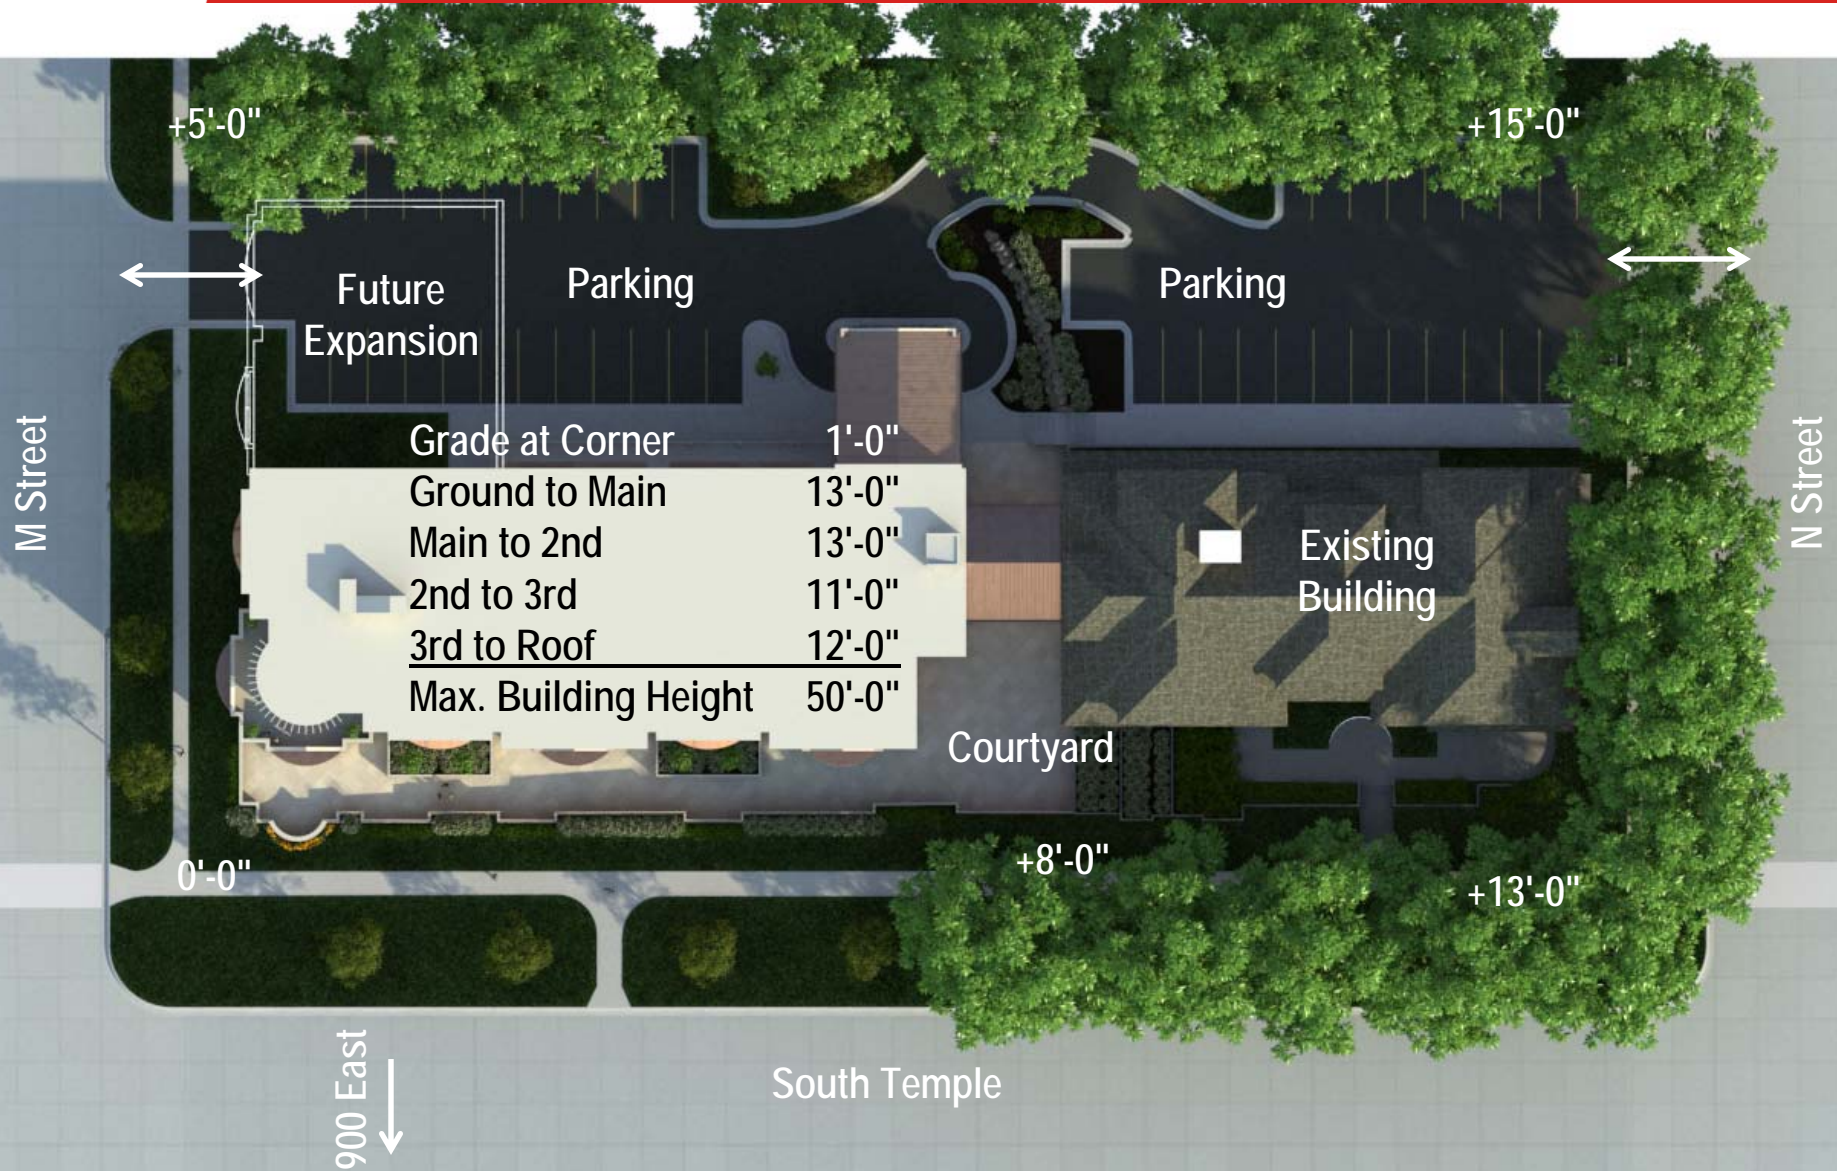 +5'-0"
+15'-0"
Future
Expansion
Parking
Parking
M Street
N Street
Grade at Corner 1'-0"
Ground to Main 13'-0"
Main to 2nd 13'-0"
2nd to 3rd 11'-0"
3rd to Roof 12'-0"
Max. Building Height 50'-0"
Existing
Building
Courtyard
0'-0"
+8'-0"
+13'-0"
900 East
South Temple